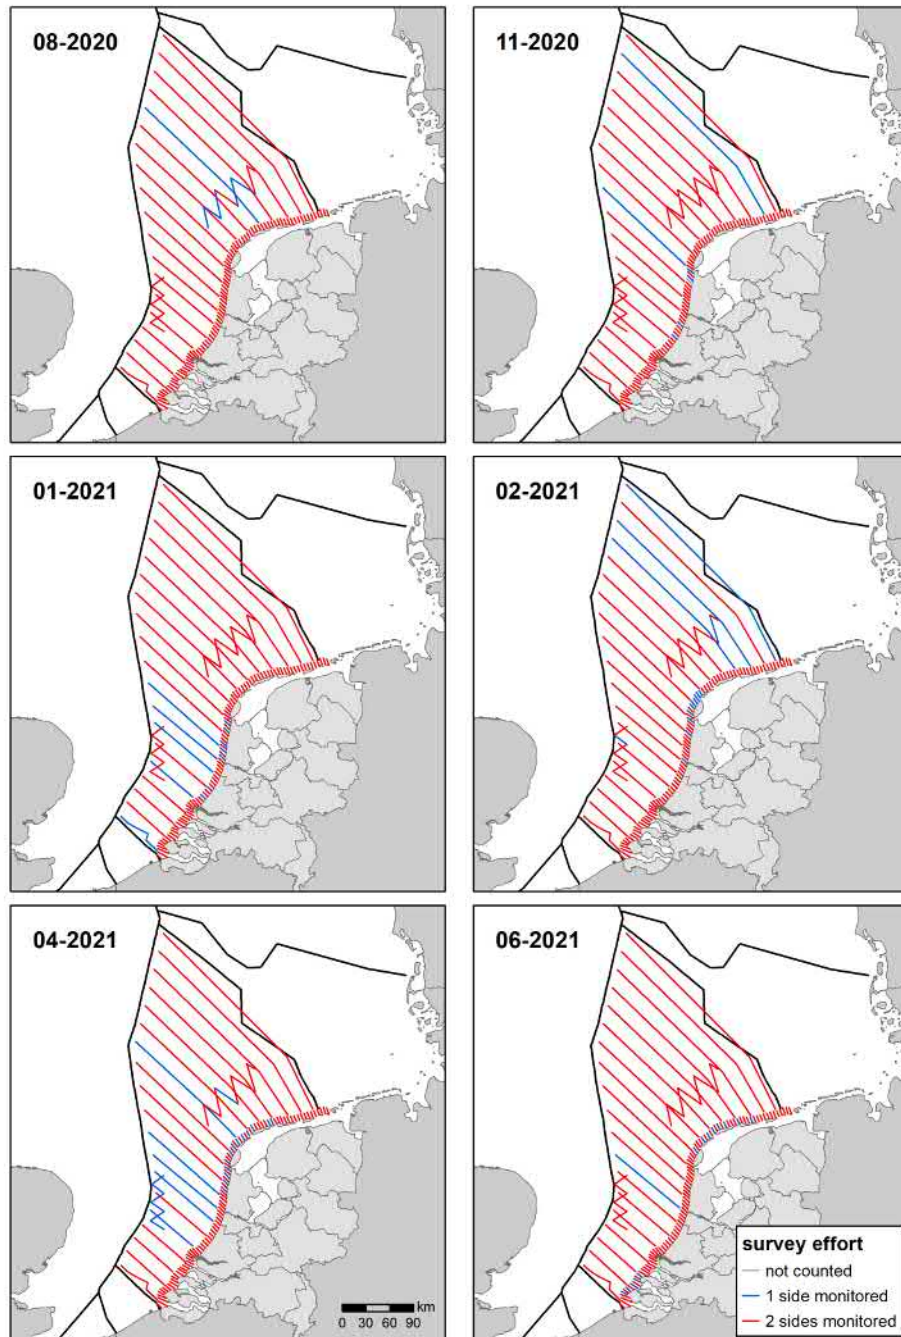 08-2020
11-2020
01-2021
02-2021
04-2021
06-2021
km
0 30 60 90
survey effort
not counted
1 side monitored
2 sides monitored